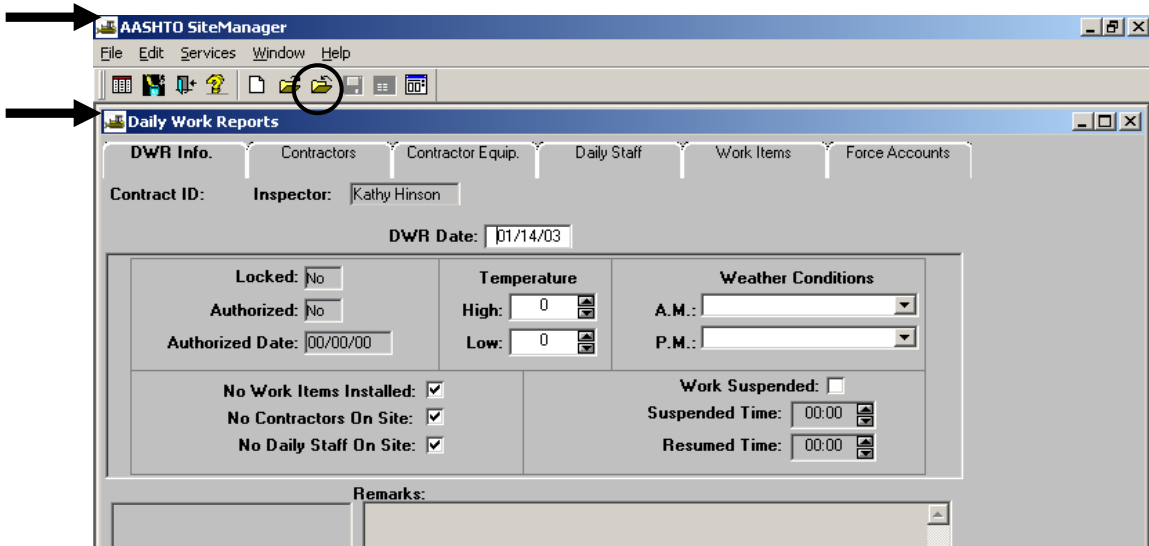 AASHTO SiteManager
File Edit Services Window Help
Daily Work Reports
DWR Info. Contractors Contractor Equip. Daily Staff Work Items Force Accounts
Contract ID: Inspector: Kathy Hinson
DWR Date: 01/14/03
Locked: No Temperature Weather Conditions
Authorized: No High: 0 A.M.:
Authorized Date: 00/00/00 Low: 0 P.M.:
No Work Items Installed: Work Suspended:
No Contractors On Site: Suspended Time: 00:00
No Daily Staff On Site: Resumed Time: 00:00
Remarks: